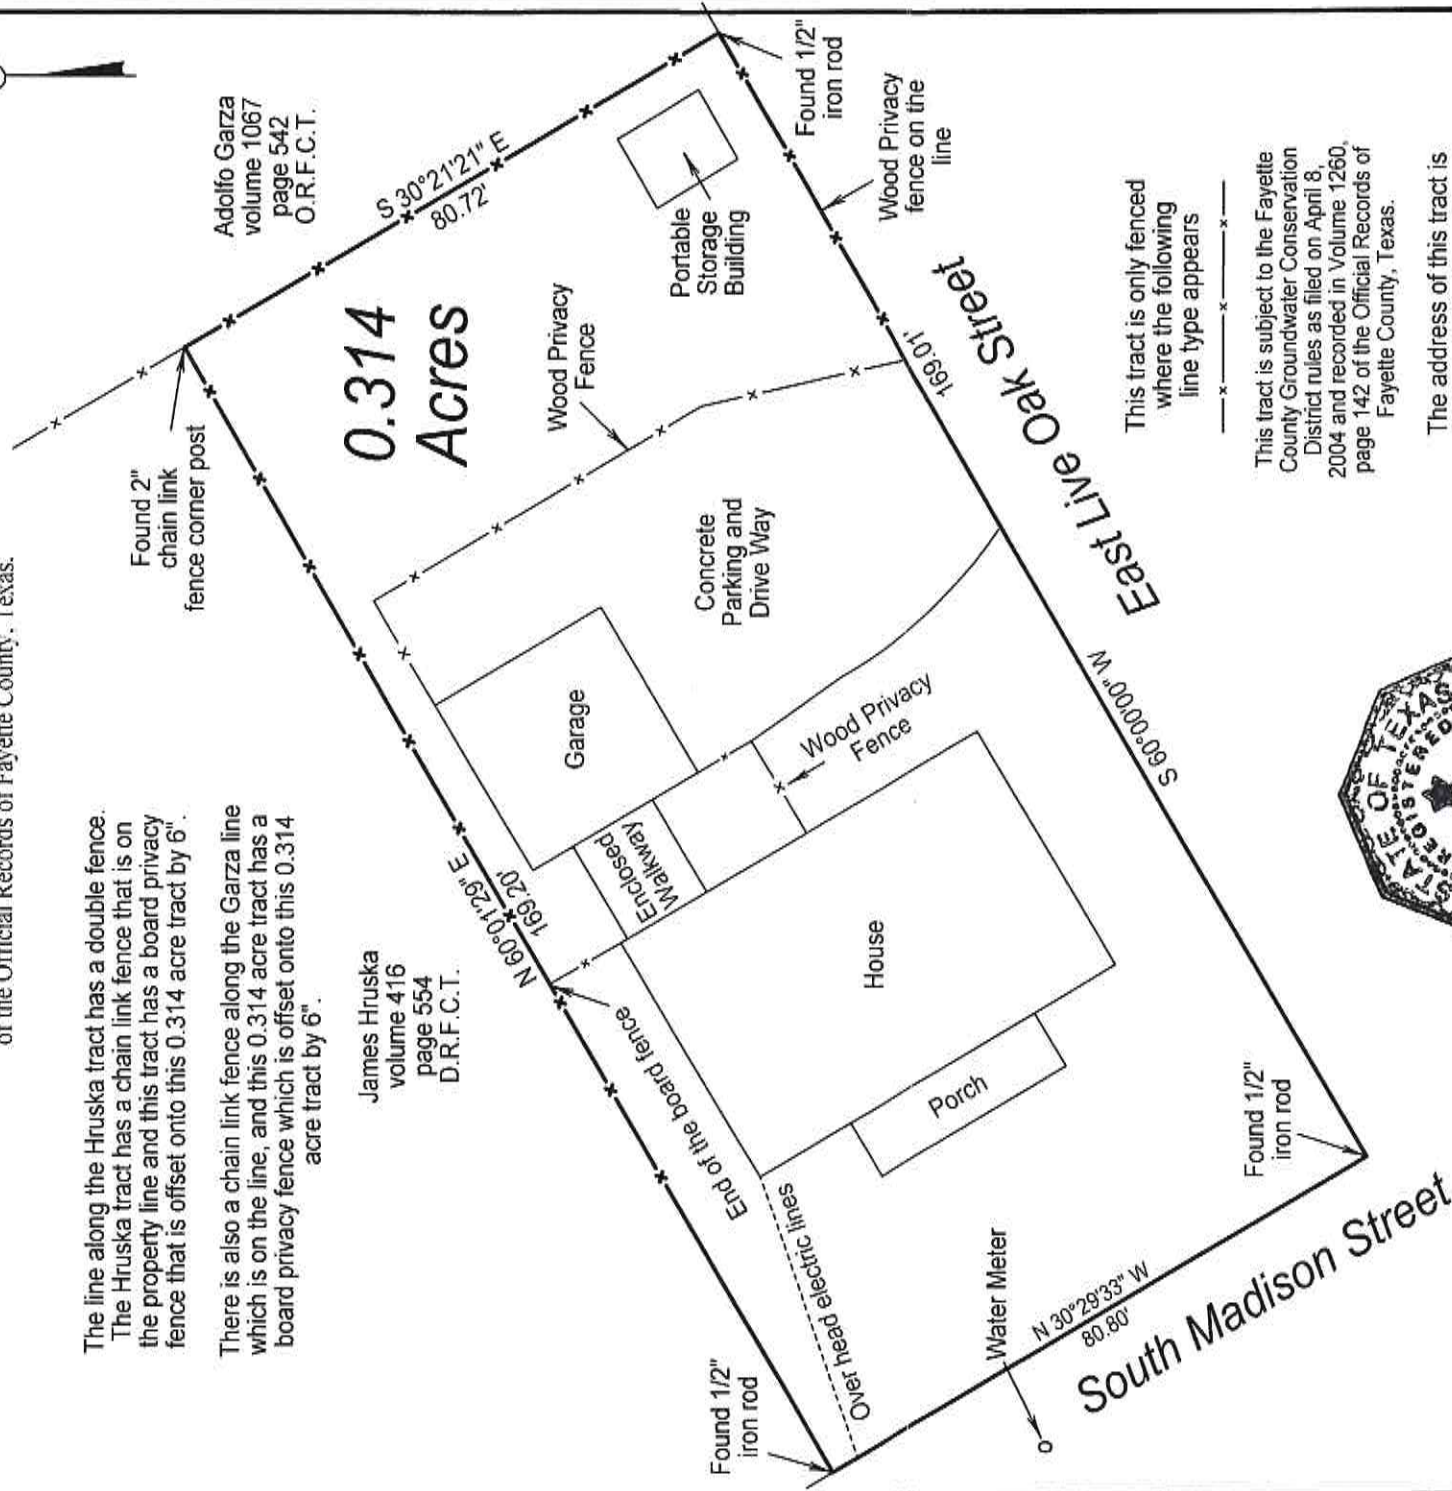 of the Official Records of Fayette County, Texas.
The line along the Hruska tract has a double fence.
The Hruska tract has a chain link fence that is on
the property line and this tract has a board privacy
fence that is offset onto this 0.314 acre tract by 6".
There is also a chain link fence along the Garza line
which is on the line, and this 0.314 acre tract has a
board privacy fence which is offset onto this 0.314
acre tract by 6".
James Hruska
volume 416
page 554
D.R.F.C.T.
Found 2"
chain link
fence corner post
Adolfo Garza
volume 1067
page 542
O.R.F.C.T.
S 30°21'21" E
80.72'
N 60°01'29" E
169.20'
0.314
Acres
Wood Privacy
Fence
Portable
Storage
Building
Found 1/2"
iron rod
Wood Privacy
fence on the
line
Concrete
Parking and
Drive Way
Garage
Enclosed
Walkway
Wood Privacy
Fence
House
Porch
End of the board fence
Over head electric lines
Found 1/2"
iron rod
Water Meter
N 30°29'33" W
80.80'
South Madison Street
Found 1/2"
iron rod
S 60°00'00" W
169.01'
East Live Oak Street
This tract is only fenced
where the following
line type appears
This tract is subject to the Fayette
County Groundwater Conservation
District rules as filed on April 8,
2004 and recorded in Volume 1260,
page 142 of the Official Records of
Fayette County, Texas.
The address of this tract is
STATE OF TEXAS
REGISTERED